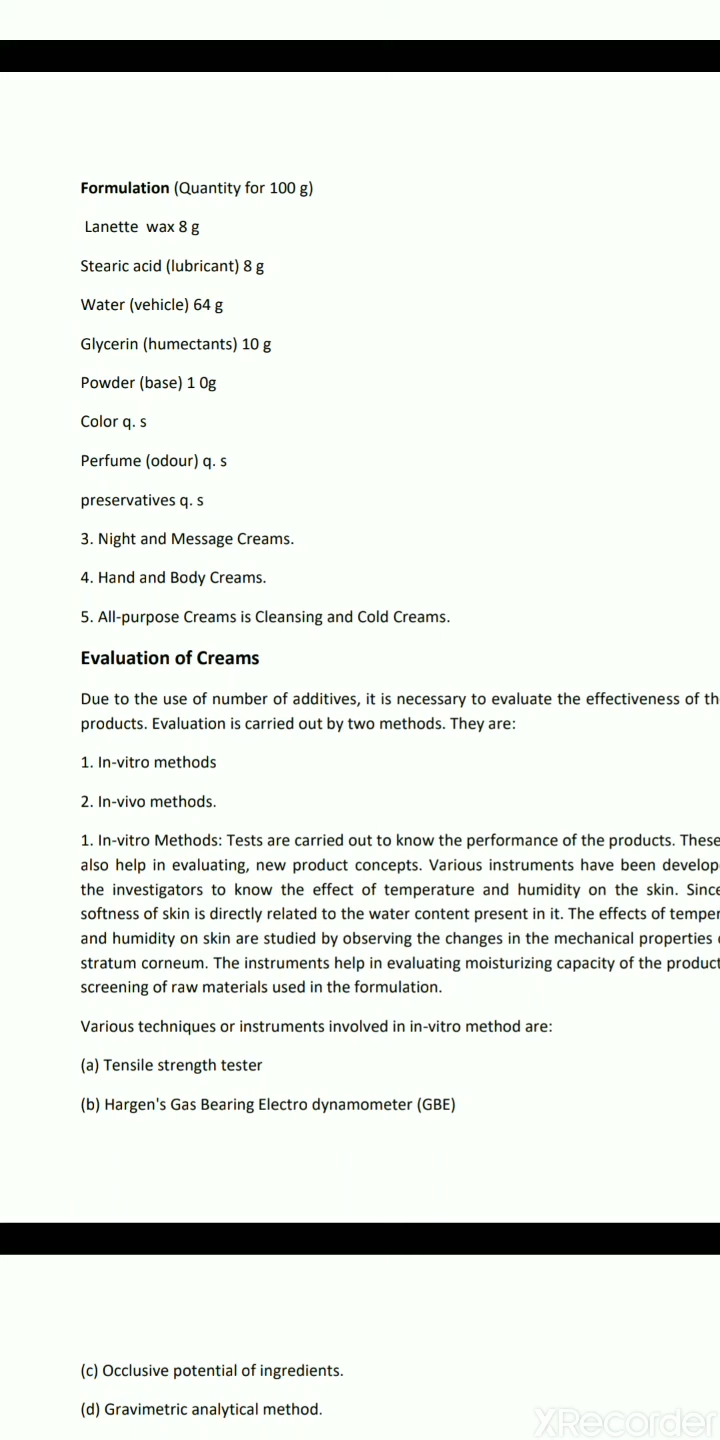 Formulation (Quantity for 100 g)
Lanette wax 8 g
Stearic acid (lubricant) 8 g
Water (vehicle) 64 g
Glycerin (humectants) 10 g
Powder (base) 1 0g
Color q. s
Perfume (odour) q. s
preservatives q. s
3. Night and Message Creams.
4. Hand and Body Creams.
5. All-purpose Creams is Cleansing and Cold Creams.
Evaluation of Creams
Due to the use of number of additives, it is necessary to evaluate the effectiveness of th
products. Evaluation is carried out by two methods. They are:
1. In-vitro methods
2. In-vivo methods.
1. In-vitro Methods: Tests are carried out to know the performance of the products. These
also help in evaluating, new product concepts. Various instruments have been develop
the investigators to know the effect of temperature and humidity on the skin. Since
softness of skin is directly related to the water content present in it. The effects of temper
and humidity on skin are studied by observing the changes in the mechanical properties
stratum corneum. The instruments help in evaluating moisturizing capacity of the product
screening of raw materials used in the formulation.
Various techniques or instruments involved in in-vitro method are:
(a) Tensile strength tester
(b) Hargen's Gas Bearing Electro dynamometer (GBE)
(c) Occlusive potential of ingredients.
(d) Gravimetric analytical method.
XRecorder